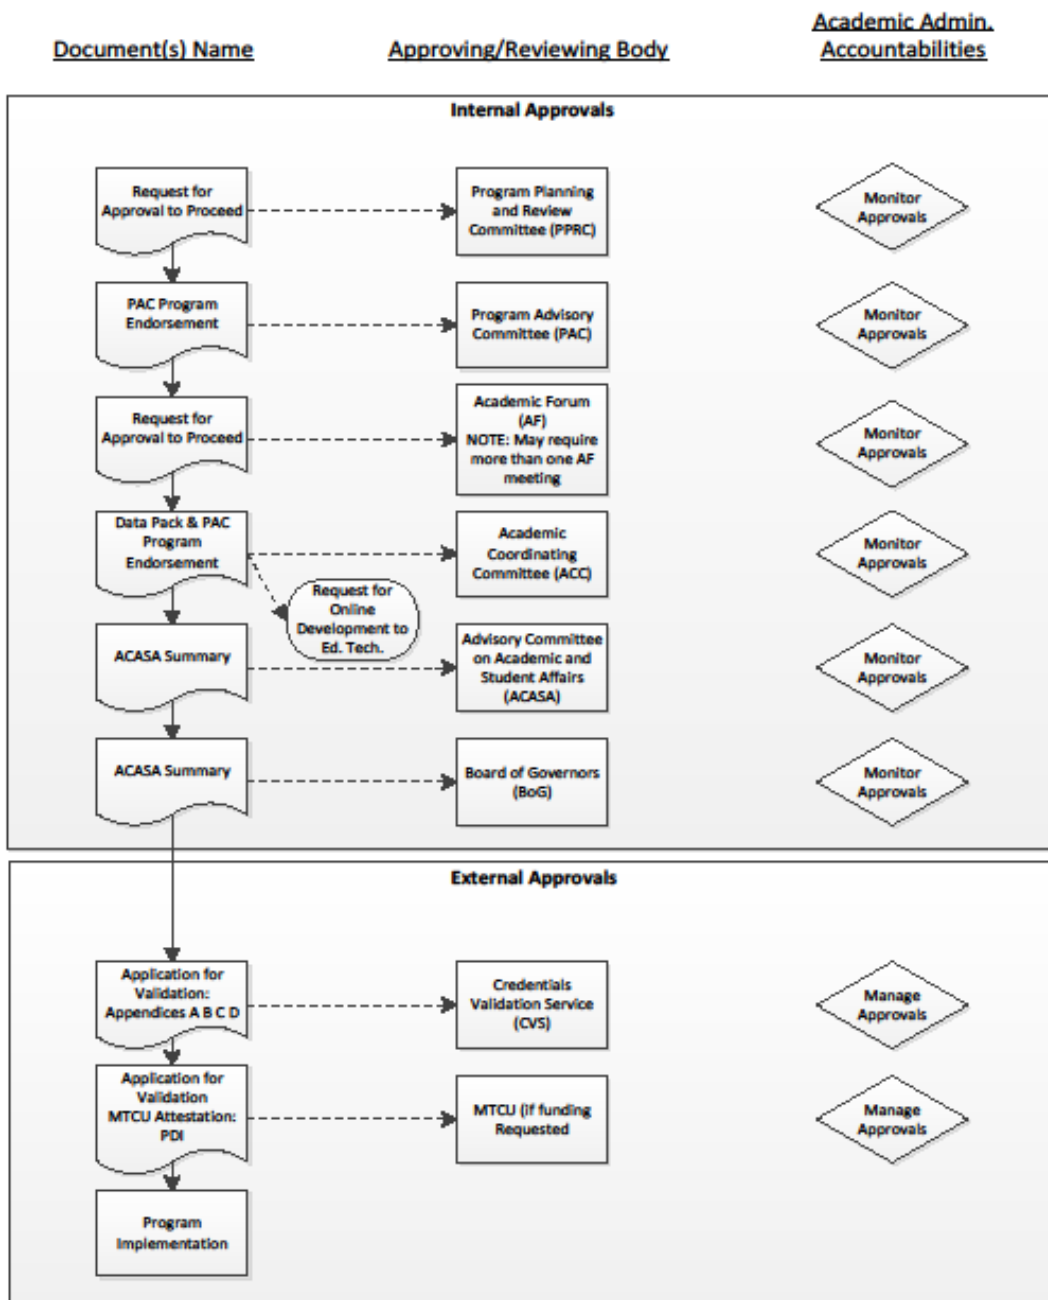 Document(s) Name
Approving/Reviewing Body
Academic Admin.
Accountabilities
Internal Approvals
Request for
Approval to Proceed
Program Planning
and Review
Committee (PPRC)
Monitor
Approvals
PAC Program
Endorsement
Program Advisory
Committee (PAC)
Monitor
Approvals
Request for
Approval to Proceed
Academic Forum
(AF)
NOTE: May require
more than one AF
meeting
Monitor
Approvals
Data Pack & PAC
Program
Endorsement
Academic
Coordinating
Committee (ACC)
Monitor
Approvals
Request for
Online
Development to
Ed. Tech.
ACASA Summary
Advisory Committee
on Academic and
Student Affairs
(ACASA)
Monitor
Approvals
ACASA Summary
Board of Governors
(BoG)
Monitor
Approvals
External Approvals
Application for
Validation:
Appendices A B C D
Credentials
Validation Service
(CVS)
Manage
Approvals
Application for
Validation
MTCU Attestation:
PDI
MTCU (if funding
Requested
Manage
Approvals
Program
Implementation